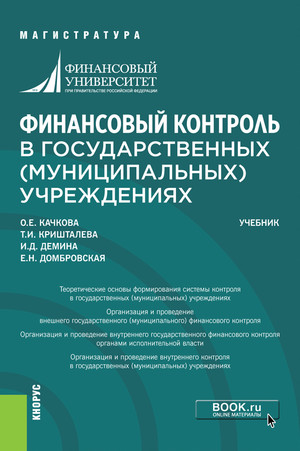 МАГИСТРАТУРА
ФИНАНСОВЫЙ
УНИВЕРСИТЕТ
ПРИ ПРАВИТЕЛЬСТВЕ РОССИЙСКОЙ ФЕДЕРАЦИИ
ФИНАНСОВЫЙ КОНТРОЛЬ
В ГОСУДАРСТВЕННЫХ
(МУНИЦИПАЛЬНЫХ)
УЧРЕЖДЕНИЯХ
О.Е. КАЧКОВА
УЧЕБНИК
Т.И. КРИШТАЛЕВА
И.Д. ДЕМИНА
Е.Н. ДОМБРОВСКАЯ
Теоретические основы формирования системы контроля
в государственных (муниципальных) учреждениях
Организация и проведение
внешнего государственного (муниципального) финансового контроля
Организация и проведение внутреннего государственного финансового контроля
органами исполнительной власти
Организация и проведение внутреннего контроля
в государственных (муниципальных) учреждениях
КНОРУС
BOOK.ru
ONLINE МАТЕРИАЛЫ